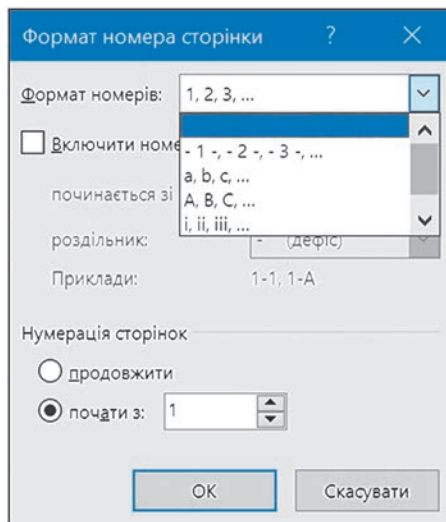 Формат номера сторінки ? ×
Формат номерів: 1, 2, 3, ...
Включити номе
- 1 -, - 2 -, - 3 -, ...
a, b, c, ...
A, B, C, ...
i, ii, iii, ...
починається зі
роздільник: - (дефіс)
Приклади: 1-1, 1-A
Нумерація сторінок
продовжити
почати з: 1
OK Скасувати